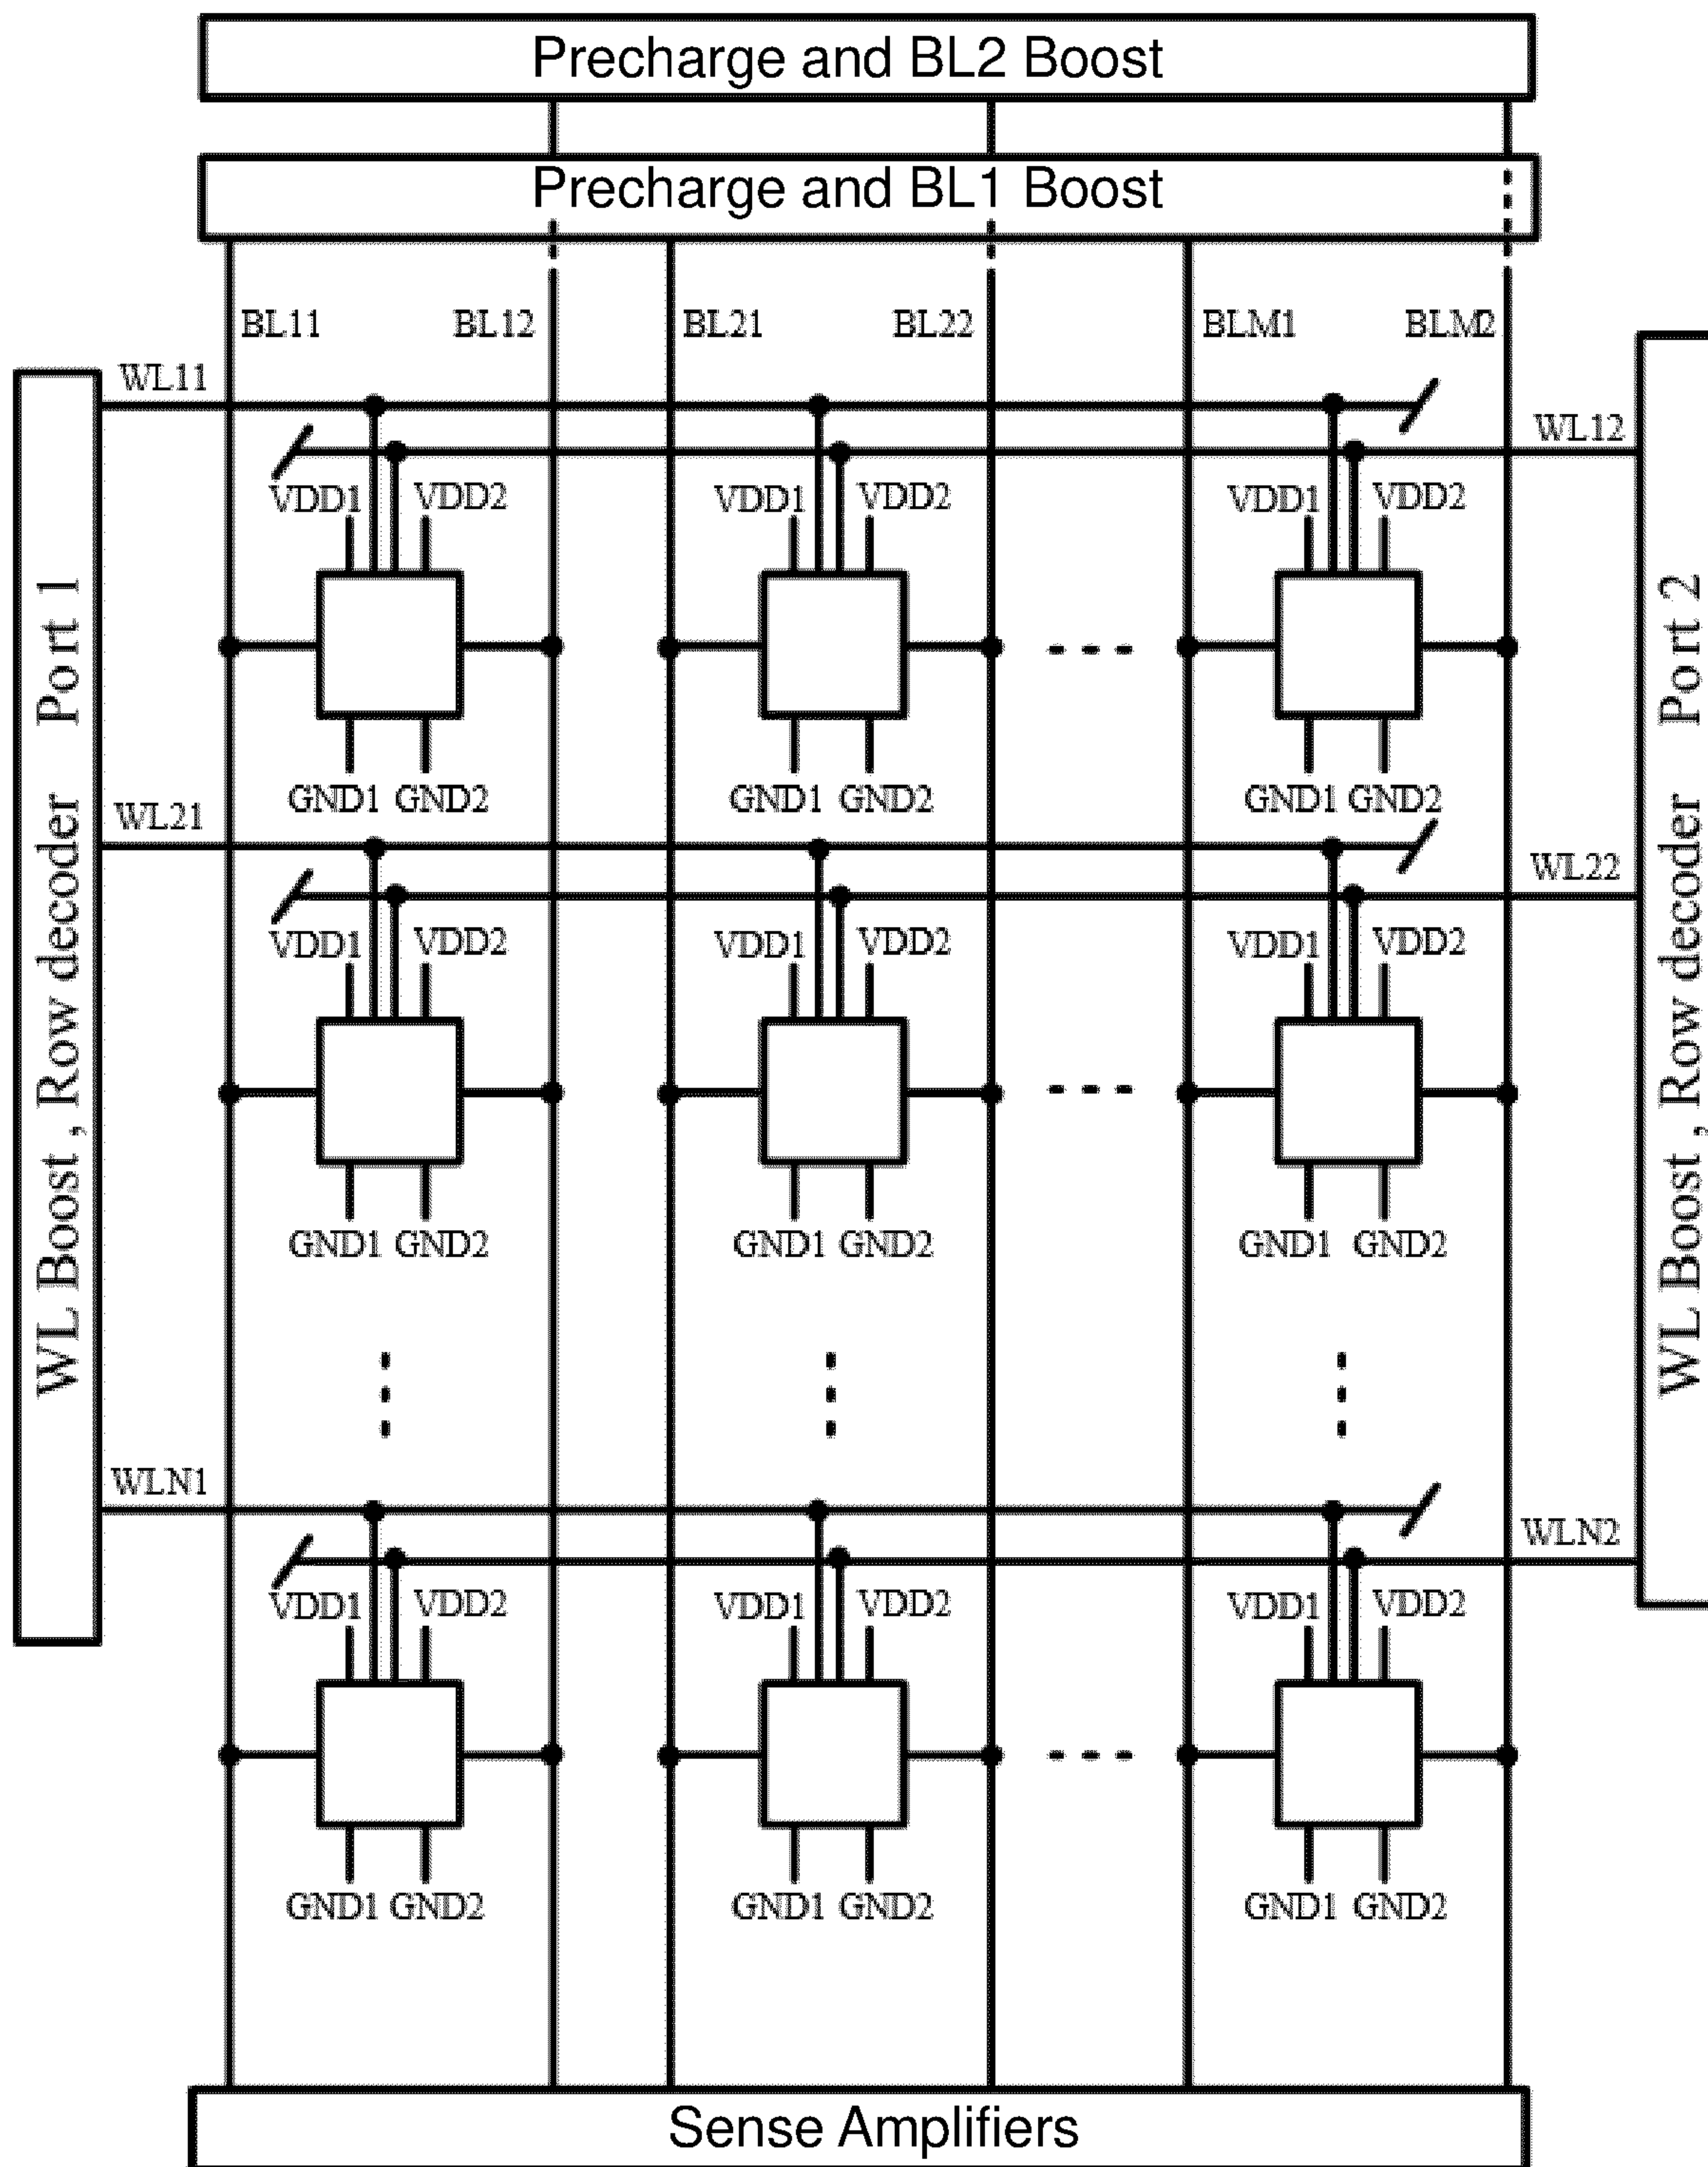 Precharge and BL2 Boost
Precharge and BL1 Boost
BL11 BL12 BL21 BL22 BLM1 BLM2
WL11
WL12
VDD1 VDD2 VDD1 VDD2 VDD1 VDD2
WL Boost , Row decoder Port 1
WL Boost , Row decoder Port 2
GND1 GND2 GND1 GND2 GND1 GND2
WL21
WL22
VDD1 VDD2 VDD1 VDD2 VDD1 VDD2
GND1 GND2 GND1 GND2 GND1 GND2
WLN1
WLN2
VDD1 VDD2 VDD1 VDD2 VDD1 VDD2
GND1 GND2 GND1 GND2 GND1 GND2
Sense Amplifiers